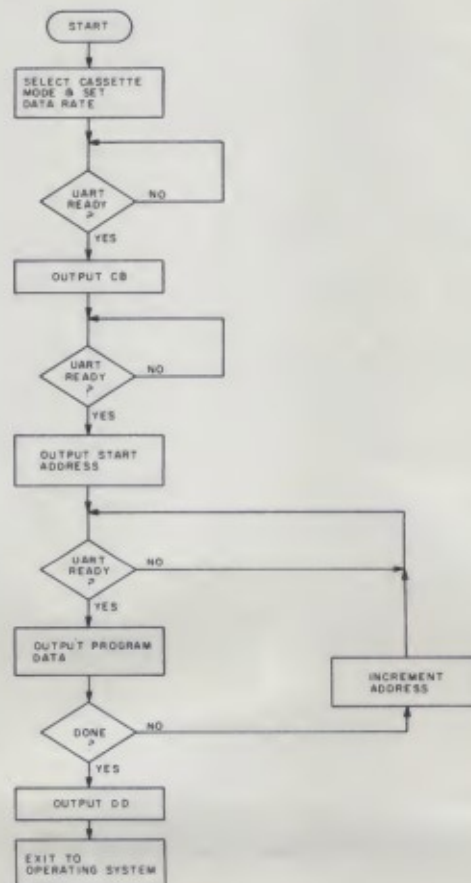 START
SELECT CASSETTE
MODE & SET
DATA RATE
UART
READY
?
NO
YES
OUTPUT CB
UART
READY
?
NO
YES
OUTPUT START
ADDRESS
UART
READY
?
NO
YES
OUTPUT PROGRAM
DATA
INCREMENT
ADDRESS
DONE
?
NO
YES
OUTPUT DD
EXIT TO
OPERATING SYSTEM